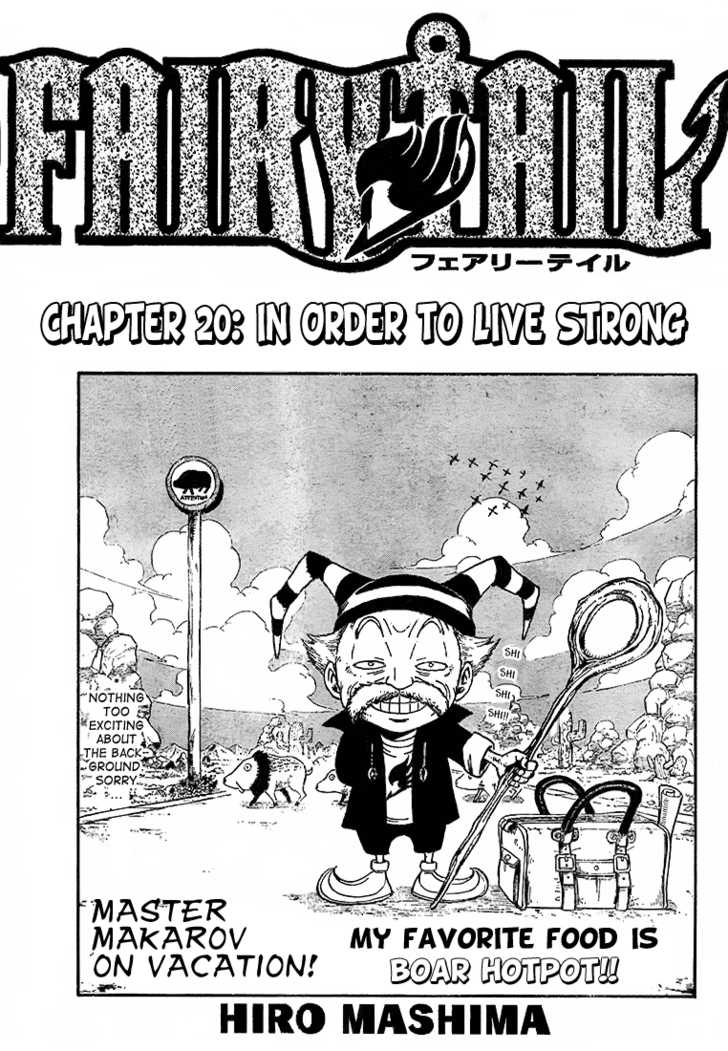 FAIRY TAIL
フェアリーテイル
CHAPTER 20: IN ORDER TO LIVE STRONG
ATTENTION
SHI
SHI
SHI
SHI!!
NOTHING
TOO
EXCITING
ABOUT
THE BACK-
GROUND
SORRY
....
MASTER
MAKAROV
ON VACATION!
MY FAVORITE FOOD IS
BOAR HOTPOT!!
HIRO MASHIMA